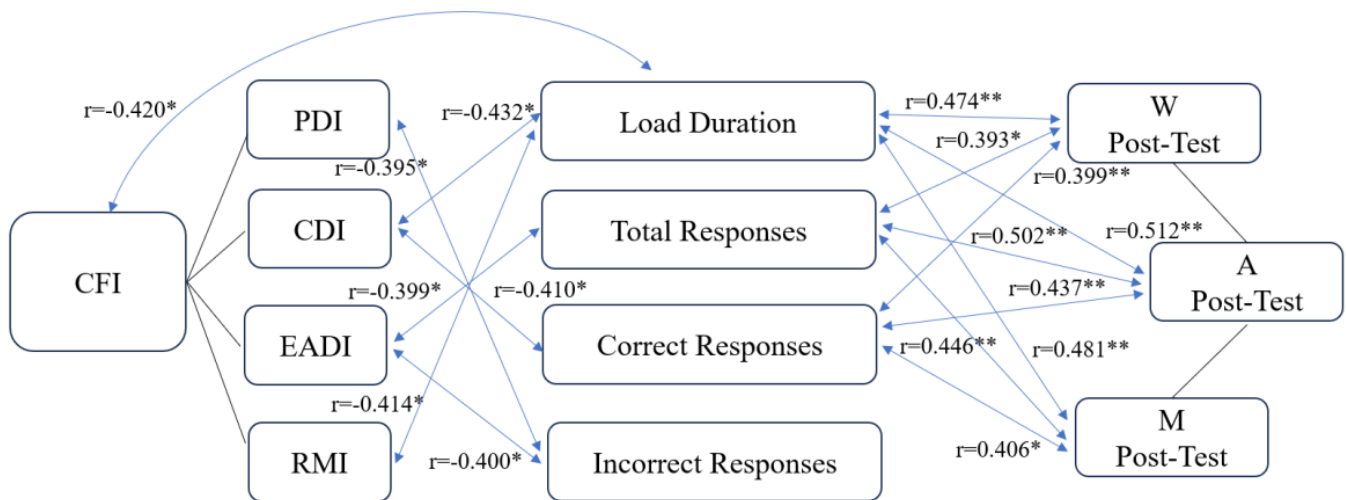 r=-0.420*
PDI
r=-0.432*
Load Duration
r=0.474**
W
Post-Test
r=0.393*
r=-0.395*
r=0.399**
CDI
Total Responses
r=0.502**
r=0.512**
CFI
A
Post-Test
r=-0.399*
r=-0.410*
r=0.437**
EADI
Correct Responses
r=0.446**
r=0.481**
r=-0.414*
M
Post-Test
RMI
r=-0.400*
Incorrect Responses
r=0.406*